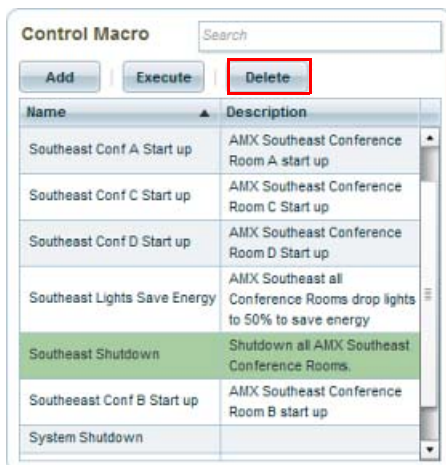 Control Macro
Search
Add
Execute
Delete
Name
Description
Southeast Conf A Start up
AMX Southeast Conference
Room A start up
Southeast Conf C Start up
AMX Southeast Conference
Room C Start up
Southeast Conf D Start up
AMX Southeast Conference
Room D Start up
Southeast Lights Save Energy
AMX Southeast all
Conference Rooms drop lights
to 50% to save energy
Southeast Shutdown
Shutdown all AMX Southeast
Conference Rooms.
Southeeast Conf B Start up
AMX Southeast Conference
Room B start up
System Shutdown